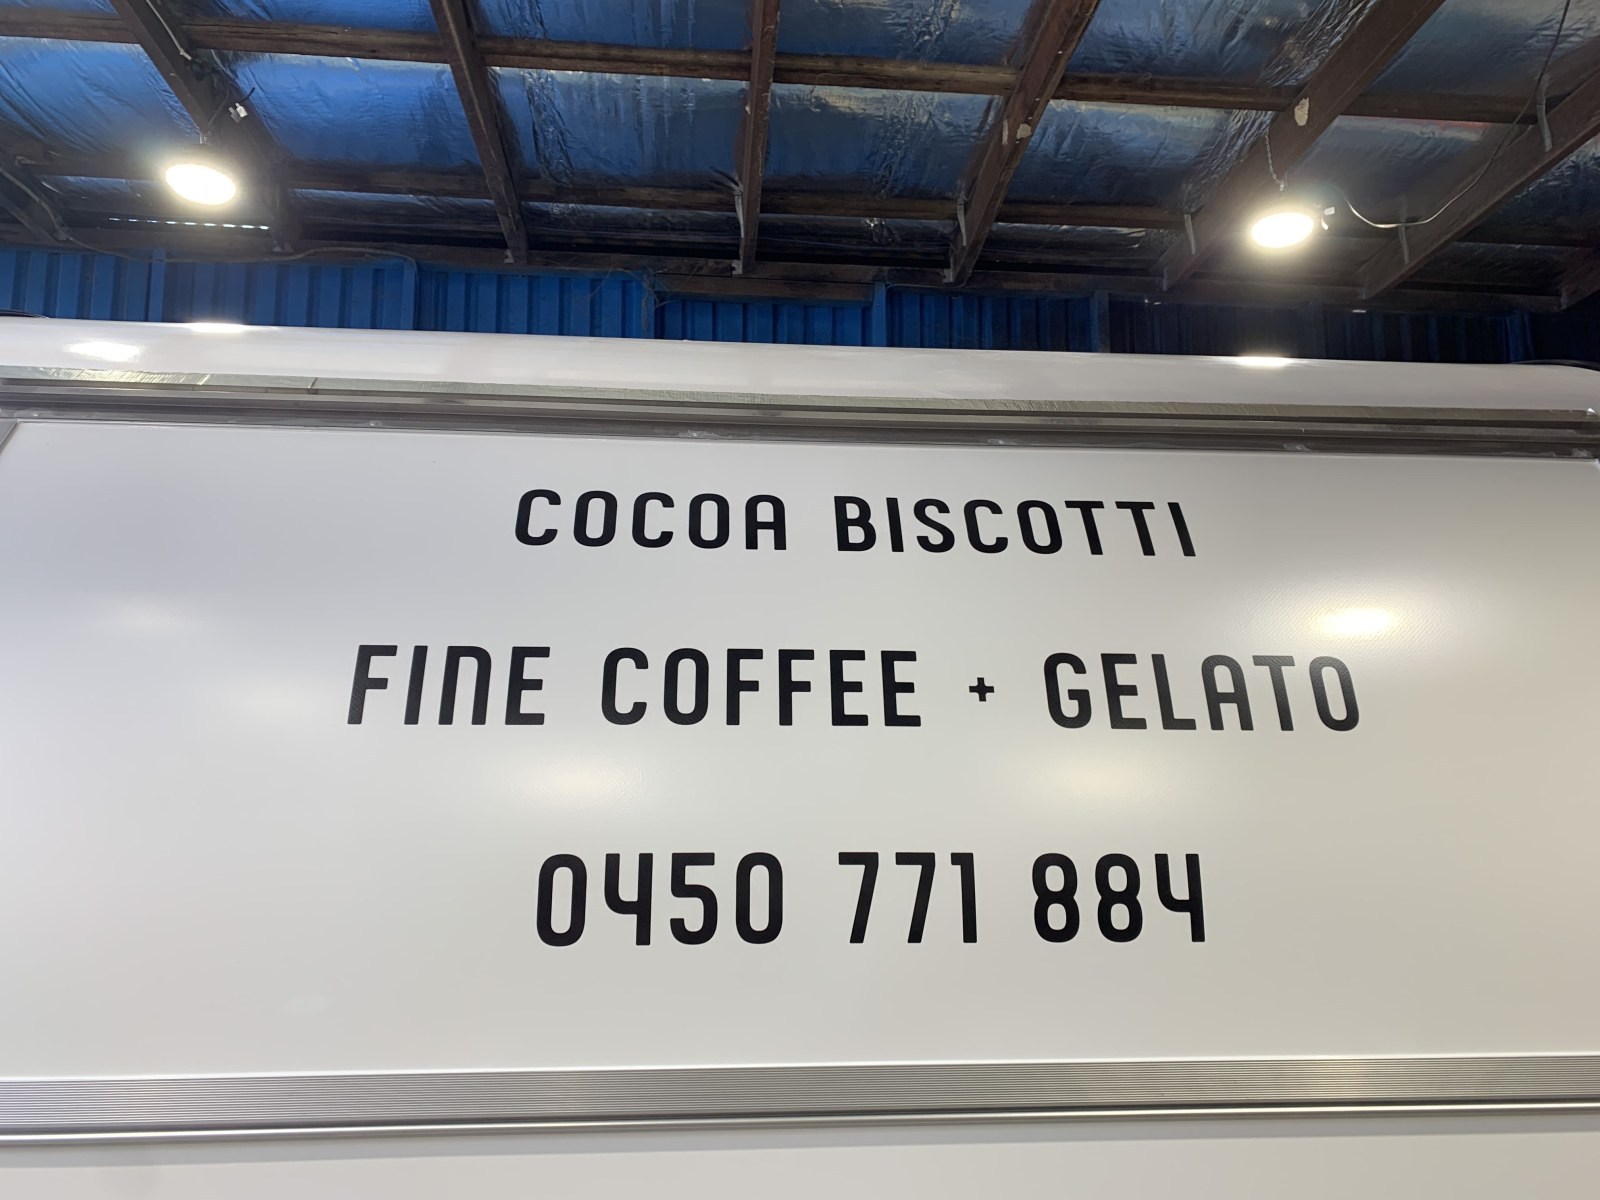 COCOA BISCOTTI
FINE COFFEE + GELATO
0450 771 884